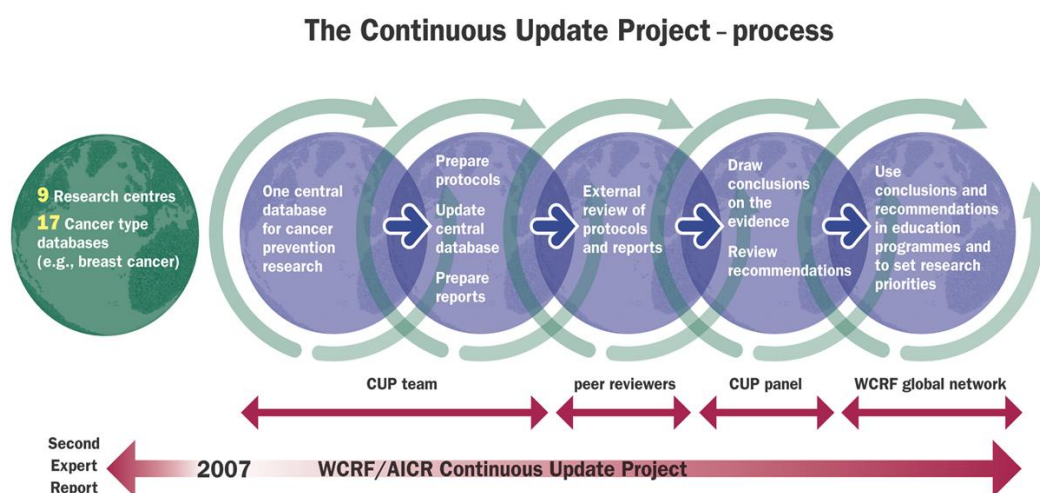 The Continuous Update Project – process
9 Research centres
17 Cancer type
databases
(e.g., breast cancer)
One central
database
for cancer
prevention
research
Prepare
protocols
Update
central
database
Prepare
reports
External
review of
protocols
and reports
Draw
conclusions
on the
evidence
Review
recommendations
Use
conclusions and
recommendations
in education
programmes and
to set research
priorities
CUP team
peer reviewers
CUP panel
WCRF global network
Second
Expert
Report
2007
WCRF/AICR Continuous Update Project